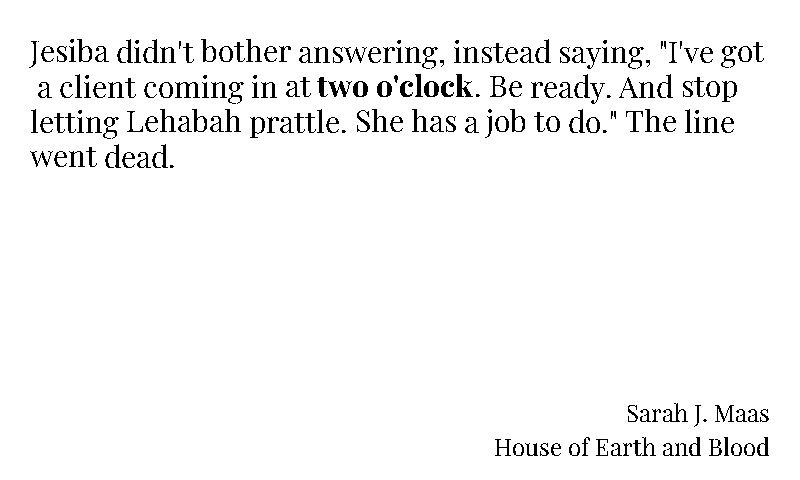 Jesiba didn't bother answering, instead saying, "I've got
a client coming in at two o'clock. Be ready. And stop
letting Lehabah prattle. She has a job to do." The line
went dead.
Sarah J. Maas
House of Earth and Blood